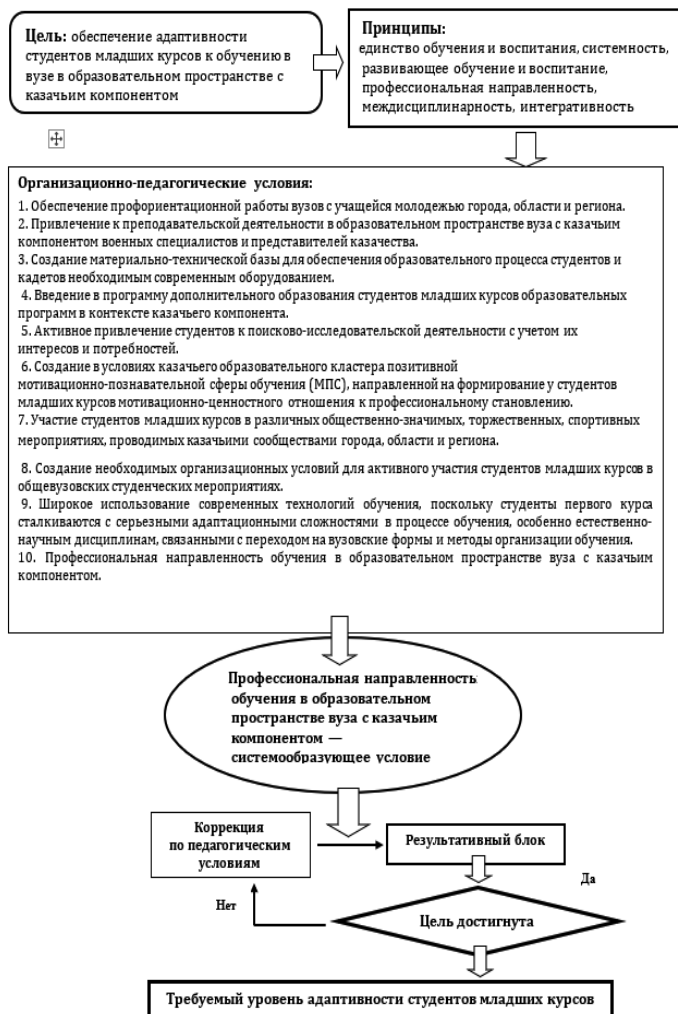 Цель: обеспечение адаптивности
студентов младших курсов к обучению в
вузе в образовательном пространстве с
казачьим компонентом
Принципы:
единство обучения и воспитания, системность,
развивающее обучение и воспитание,
профессиональная направленность,
междисциплинарность, интегративность
Организационно-педагогические условия:
1. Обеспечение профориентационной работы вузов с учащейся молодежью города, области и региона.
2. Привлечение к преподавательской деятельности в образовательном пространстве вуза с казачьим
компонентом военных специалистов и представителей казачества.
3. Создание материально-технической базы для обеспечения образовательного процесса студентов и
кадетов необходимым современным оборудованием.
4. Введение в программу дополнительного образования студентов младших курсов образовательных
программ в контексте казачьего компонента.
5. Активное привлечение студентов к поисково-исследовательской деятельности с учетом их
интересов и потребностей.
6. Создание в условиях казачьего образовательного кластера позитивной
мотивационно-познавательной сферы обучения (МПС), направленной на формирование у студентов
младших курсов мотивационно-ценностного отношения к профессиональному становлению.
7. Участие студентов младших курсов в различных общественно-значимых, торжественных, спортивных
мероприятиях, проводимых казачьими сообществами города, области и региона.
8. Создание необходимых организационных условий для активного участия студентов младших курсов в
общевузовских студенческих мероприятиях.
9. Широкое использование современных технологий обучения, поскольку студенты первого курса
сталкиваются с серьезными адаптационными сложностями в процессе обучения, особенно естественно-
научным дисциплинам, связанными с переходом на вузовские формы и методы организации обучения.
10. Профессиональная направленность обучения в образовательном пространстве вуза с казачьим
компонентом.
Профессиональная направленность
обучения в образовательном
пространстве вуза с казачьим
компонентом —
системообразующее условие
Коррекция
по педагогическим
условиям
Результативный блок
Да
Нет
Цель достигнута
Требуемый уровень адаптивности студентов младших курсов